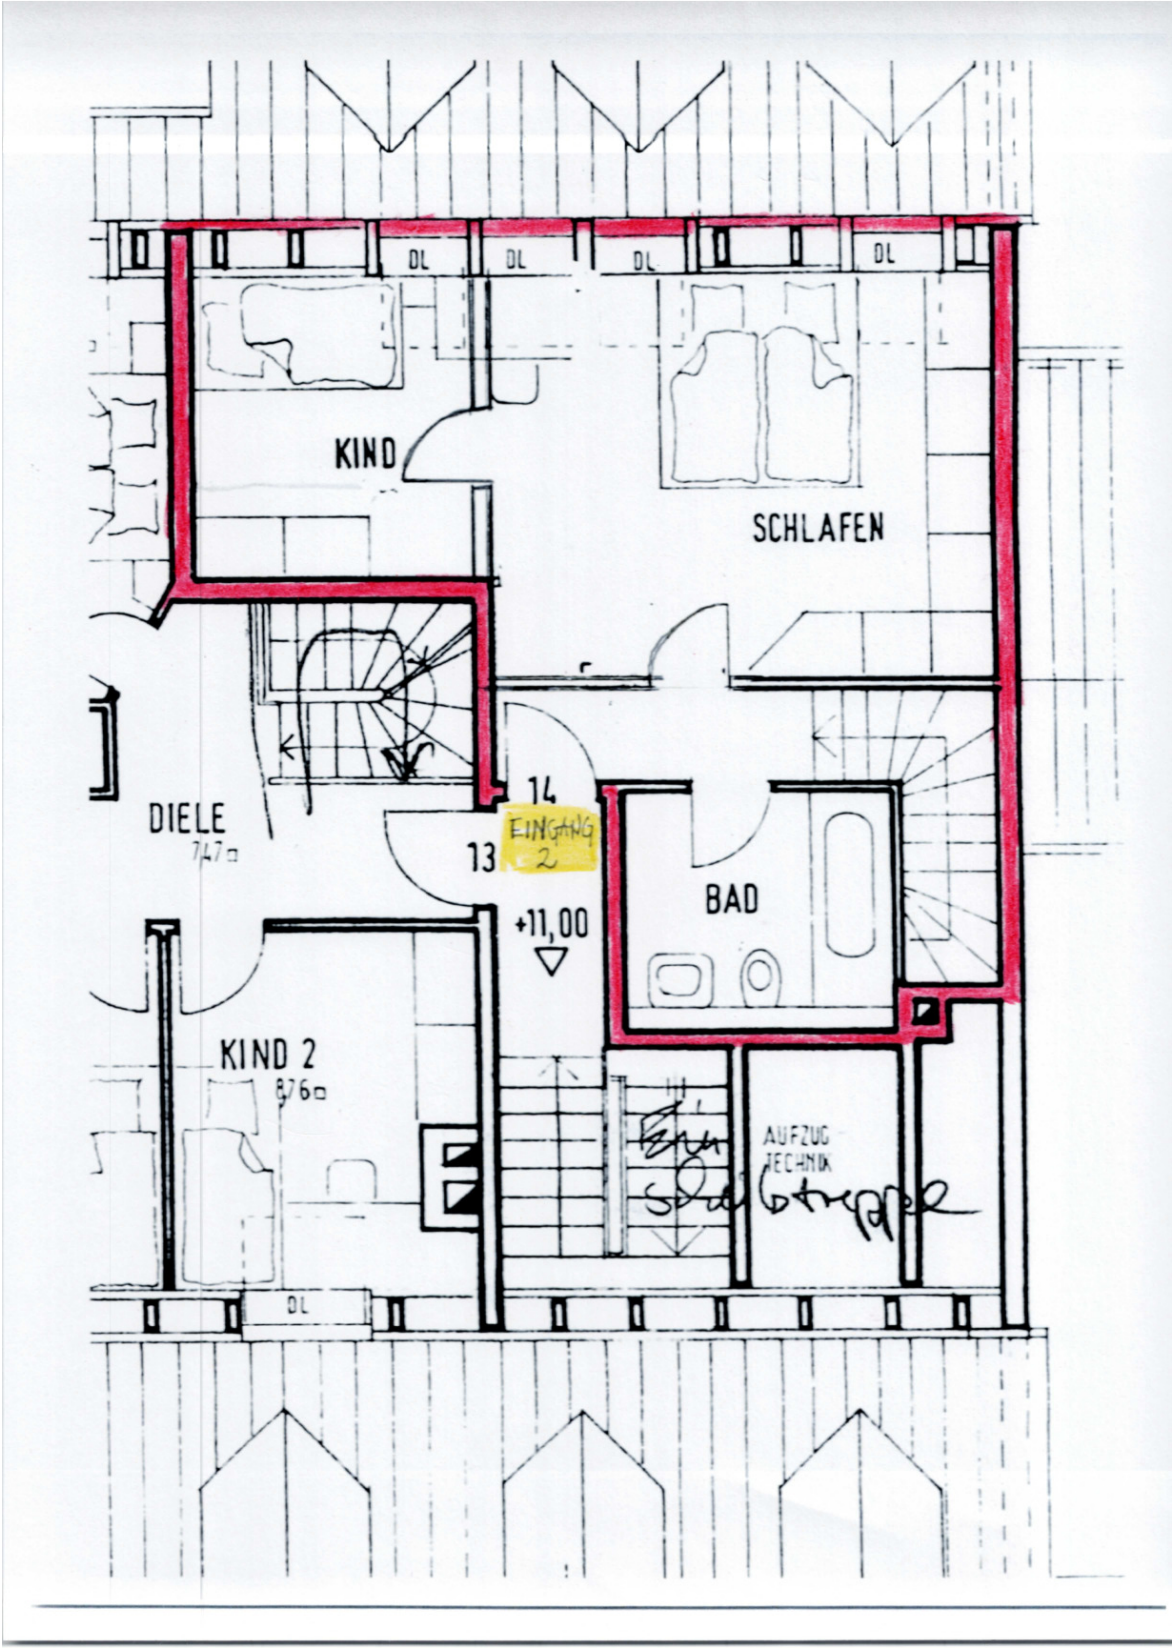 DL
DL
DL
DL
KIND
SCHLAFEN
14
EINGANG
2
DIELE
7,47
13
BAD
+11,00
KIND 2
8,76
AUFZUG
TECHNIK
DL